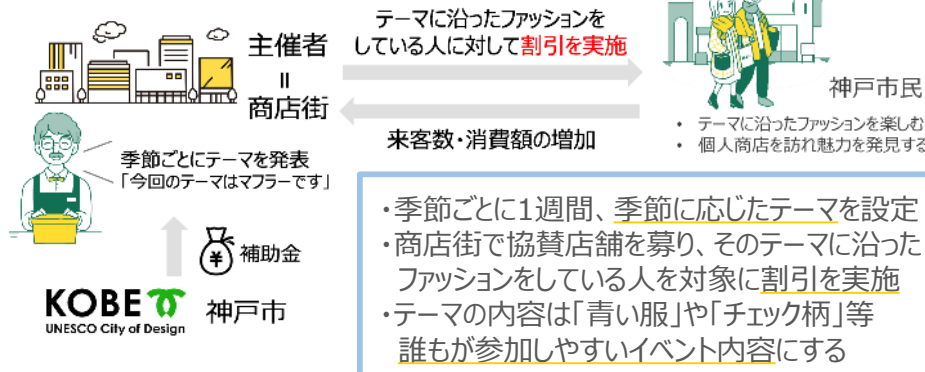 テーマに沿ったファッションを
している人に対して割引を実施
主催者
=
商店街
来客数・消費額の増加
神戸市民
・ テーマに沿ったファッションを楽しむ
・ 個人商店を訪れ魅力を発見する
季節ごとにテーマを発表
「今回のテーマはマフラーです」
¥ 補助金
KOBE
UNESCO City of Design
神戸市
・季節ごとに1週間、季節に応じたテーマを設定
・商店街で協賛店舗を募り、そのテーマに沿った
ファッションをしている人を対象に割引を実施
・テーマの内容は「青い服」や「チェック柄」等
誰もが参加しやすいイベント内容にする